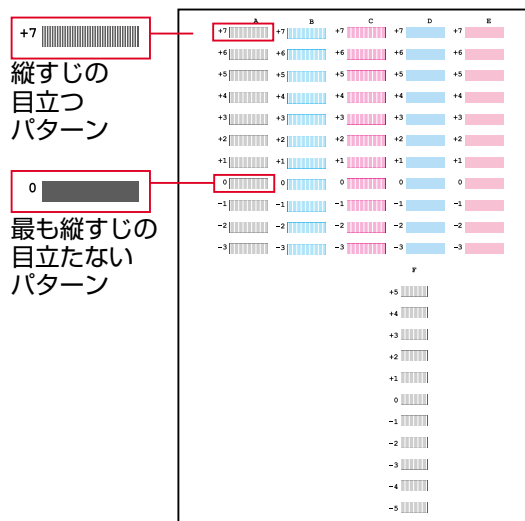 +7
縦すじの
目立つ
パターン
0
最も縦すじの
目立たない
パターン
A B C D E
+7 +7 +7 +7 +7
+6 +6 +6 +6 +6
+5 +5 +5 +5 +5
+4 +4 +4 +4 +4
+3 +3 +3 +3 +3
+2 +2 +2 +2 +2
+1 +1 +1 +1 +1
0 0 0 0 0
-1 -1 -1 -1 -1
-2 -2 -2 -2 -2
-3 -3 -3 -3 -3
F
+5
+4
+3
+2
+1
0
-1
-2
-3
-4
-5